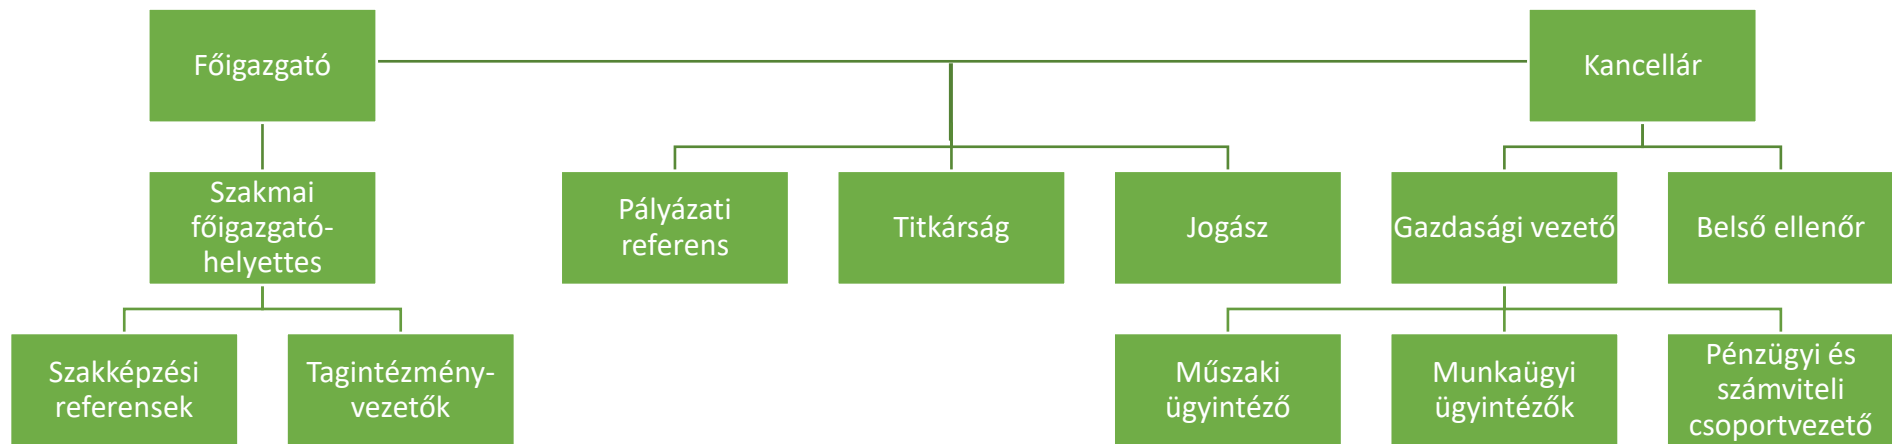 Főigazgató
Kancellár
Szakmai
főigazgató-
helyettes
Pályázati
referens
Titkárság
Jogász
Gazdasági vezető
Belső ellenőr
Szakképzési
referensek
Tagintézmény-
vezetők
Műszaki
ügyintéző
Munkaügyi
ügyintézők
Pénzügyi és
számviteli
csoportvezető